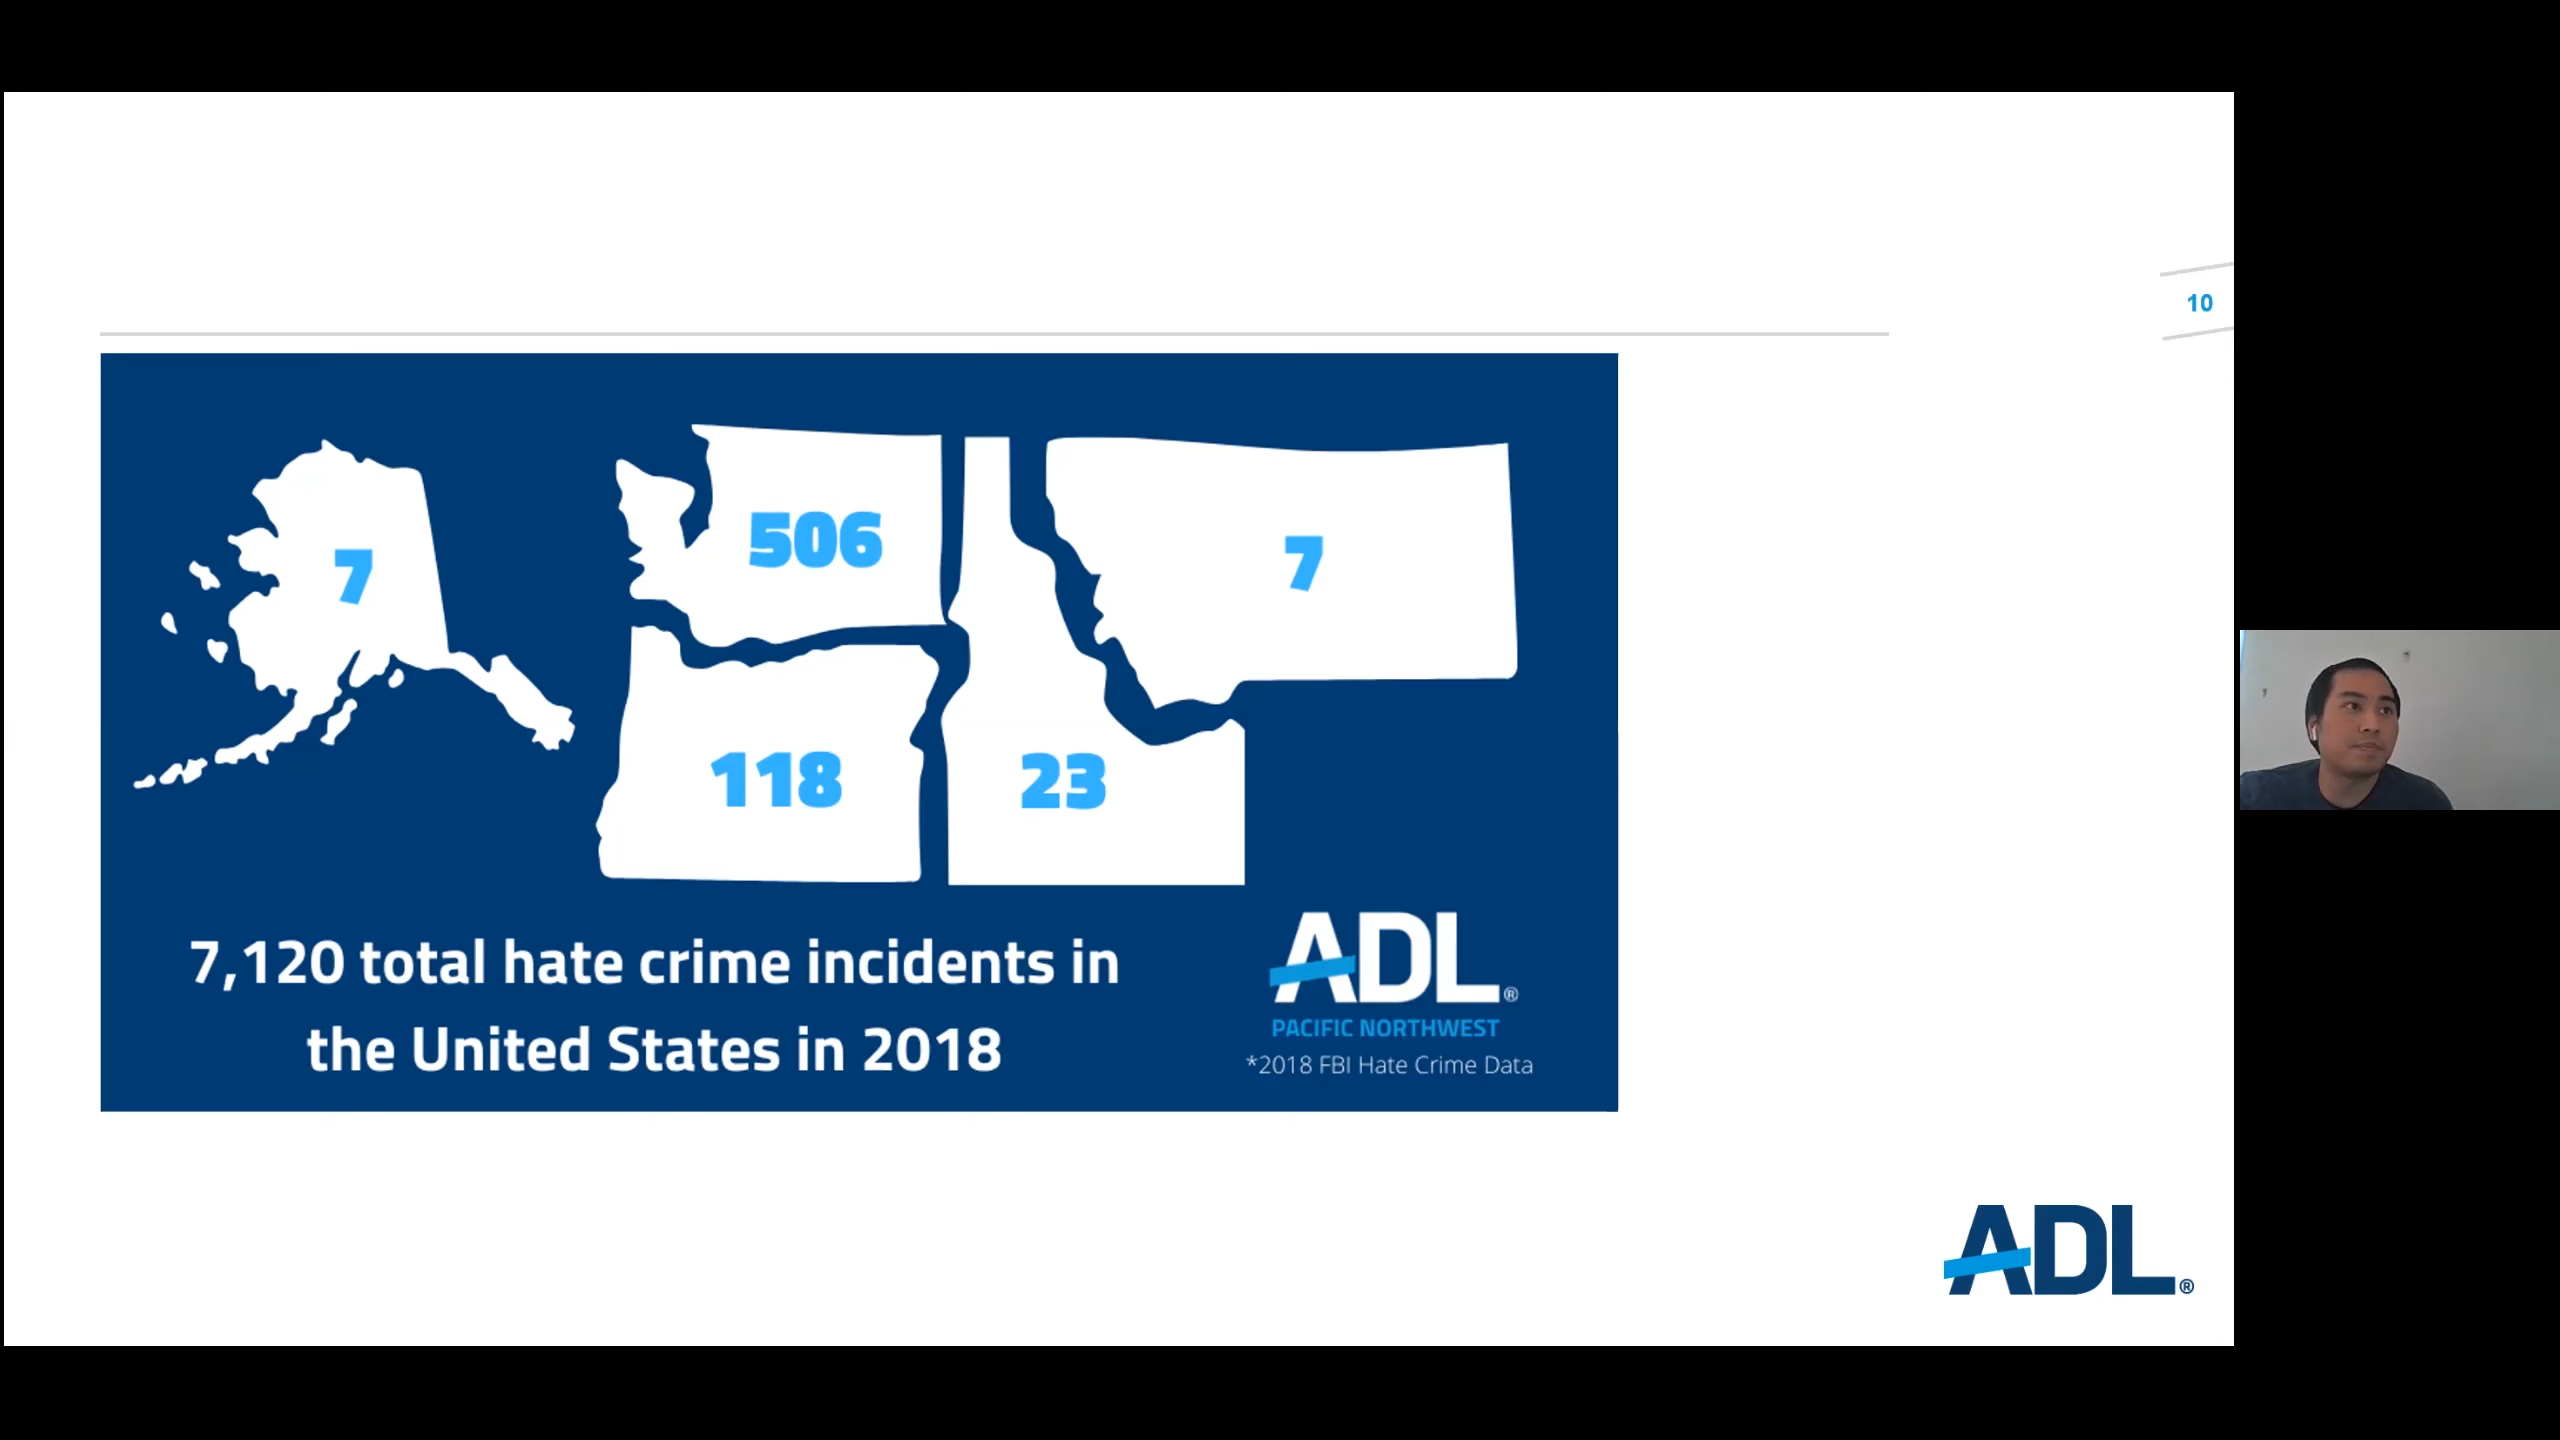 10
7
506
7
118
23
7,120 total hate crime incidents in
the United States in 2018
ADL®
PACIFIC NORTHWEST
*2018 FBI Hate Crime Data
ADL®